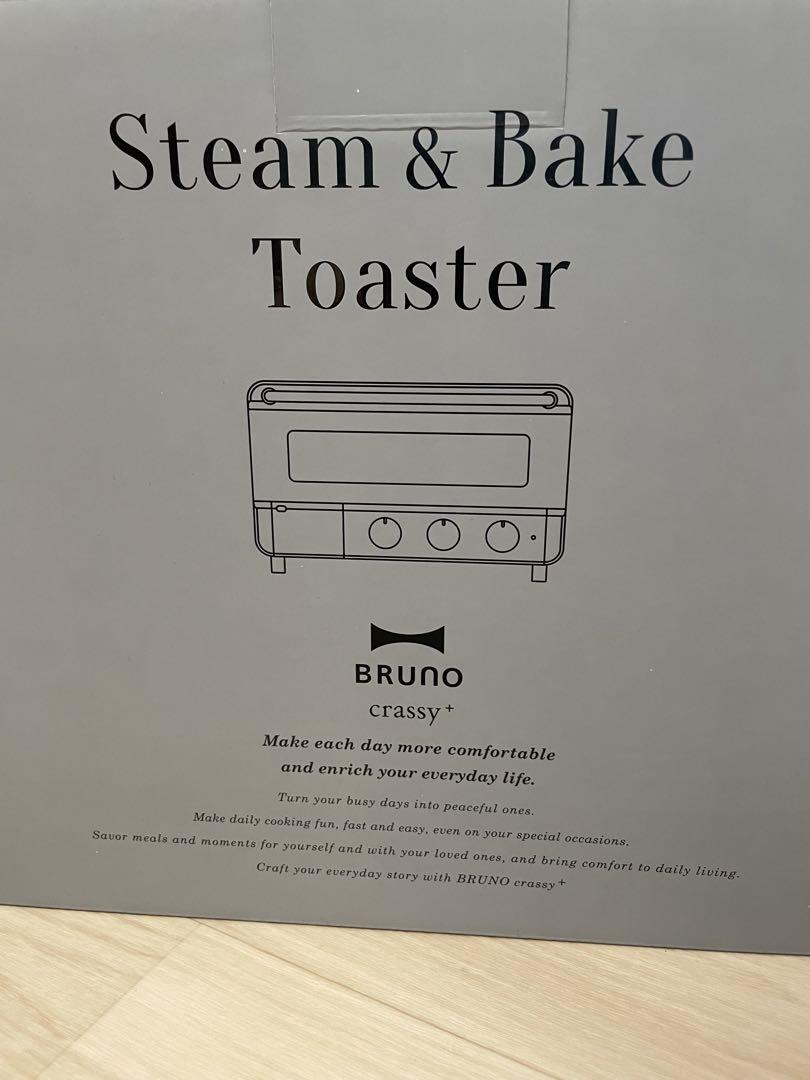 Steam & Bake
Toaster
BRUNO
crassy+
Make each day more comfortable
and enrich your everyday life.
Turn your busy days into peaceful ones.
Make daily cooking fun, fast and easy, even on your special occasions.
Savor meals and moments for yourself and with your loved ones, and bring comfort to daily living.
Craft your everyday story with BRUNO crassy+